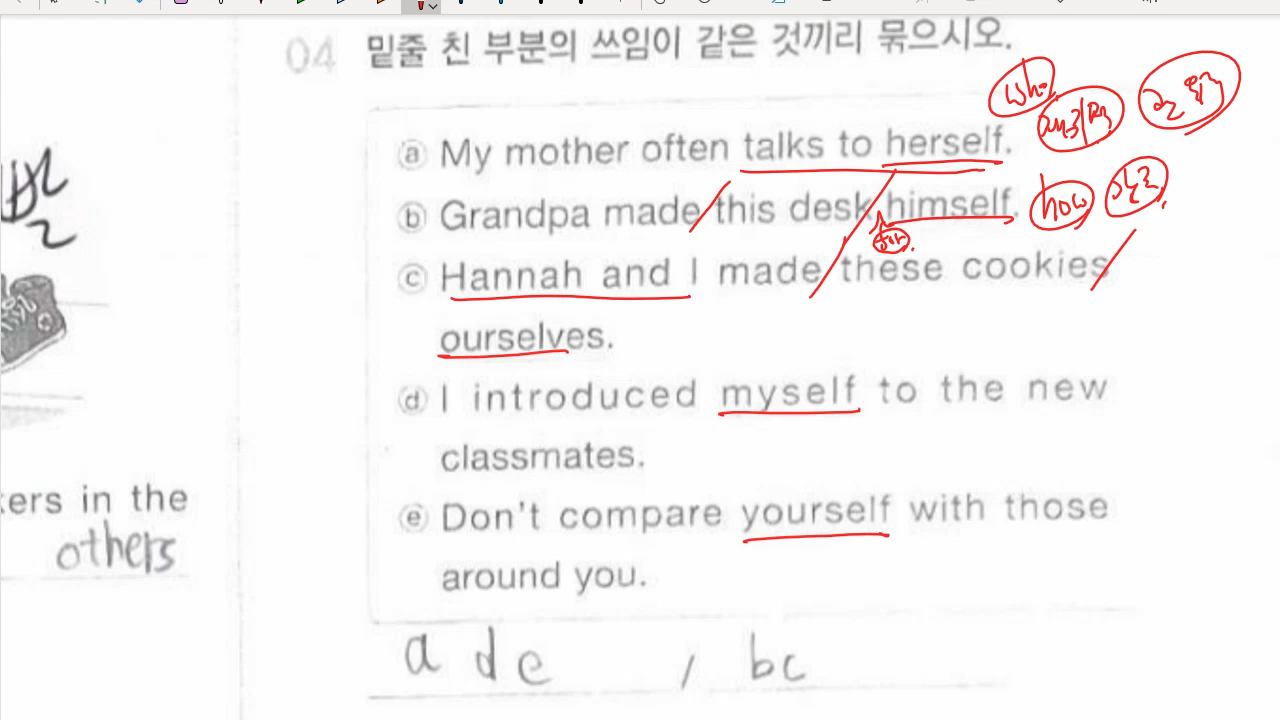 04 밑줄 친 부분의 쓰임이 같은 것끼리 묶으시오.
who
ⓐ My mother often talks to herself.
ⓑ Grandpa made this desk himself. how
for
ⓒ Hannah and I made these cookies
ourselves.
ⓓ I introduced myself to the new
classmates.
ⓔ Don't compare yourself with those
around you.
a d e , b c
kers in the
others